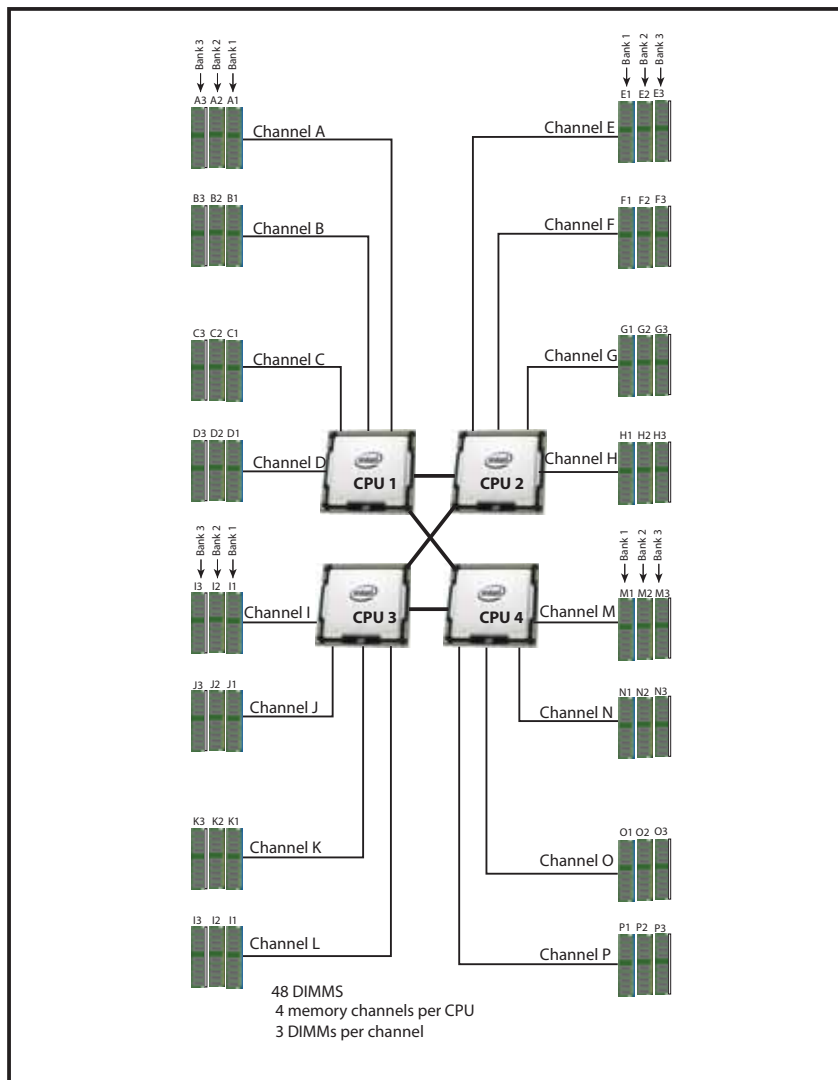 Bank 3
Bank 2
Bank 1
A3 A2 A1
Channel A
B3 B2 B1
Channel B
C3 C2 C1
Channel C
D3 D2 D1
Channel D
Bank 1
Bank 2
Bank 3
E1 E2 E3
Channel E
F1 F2 F3
Channel F
G1 G2 G3
Channel G
H1 H2 H3
Channel H
intel
CPU 1
intel
CPU 2
Bank 3
Bank 2
Bank 1
I3 I2 I1
Channel I
J3 J2 J1
Channel J
K3 K2 K1
Channel K
I3 I2 I1
Channel L
intel
CPU 3
intel
CPU 4
Bank 1
Bank 2
Bank 3
M1 M2 M3
Channel M
N1 N2 N3
Channel N
O1 O2 O3
Channel O
P1 P2 P3
Channel P
48 DIMMS
4 memory channels per CPU
3 DIMMs per channel